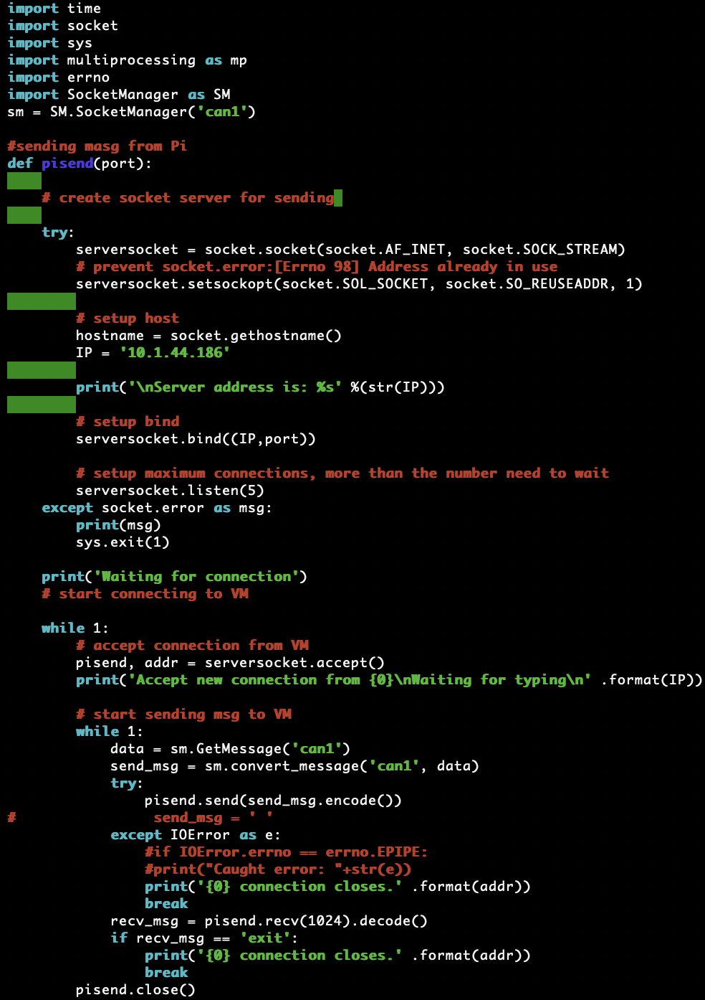 import time
import socket
import sys
import multiprocessing as mp
import errno
import SocketManager as SM
sm = SM.SocketManager('can1')

#sending masg from Pi
def pisend(port):

    # create socket server for sending

    try:
        serversocket = socket.socket(socket.AF_INET, socket.SOCK_STREAM)
        # prevent socket.error:[Errno 98] Address already in use
        serversocket.setsockopt(socket.SOL_SOCKET, socket.SO_REUSEADDR, 1)

        # setup host
        hostname = socket.gethostname()
        IP = '10.1.44.186'

        print('\nServer address is: %s' %(str(IP)))

        # setup bind
        serversocket.bind((IP,port))

        # setup maximum connections, more than the number need to wait
        serversocket.listen(5)
    except socket.error as msg:
        print(msg)
        sys.exit(1)

    print('Waiting for connection')
    # start connecting to VM

    while 1:
        # accept connection from VM
        pisend, addr = serversocket.accept()
        print('Accept new connection from {0}\nWaiting for typing\n' .format(IP))

        # start sending msg to VM
        while 1:
            data = sm.GetMessage('can1')
            send_msg = sm.convert_message('can1', data)
            try:
                pisend.send(send_msg.encode())
#                send_msg = ' '
            except IOError as e:
                #if IOError.errno == errno.EPIPE:
                #print("Caught error: "+str(e))
                print('{0} connection closes.' .format(addr))
                break
            recv_msg = pisend.recv(1024).decode()
            if recv_msg == 'exit':
                print('{0} connection closes.' .format(addr))
                break
        pisend.close()